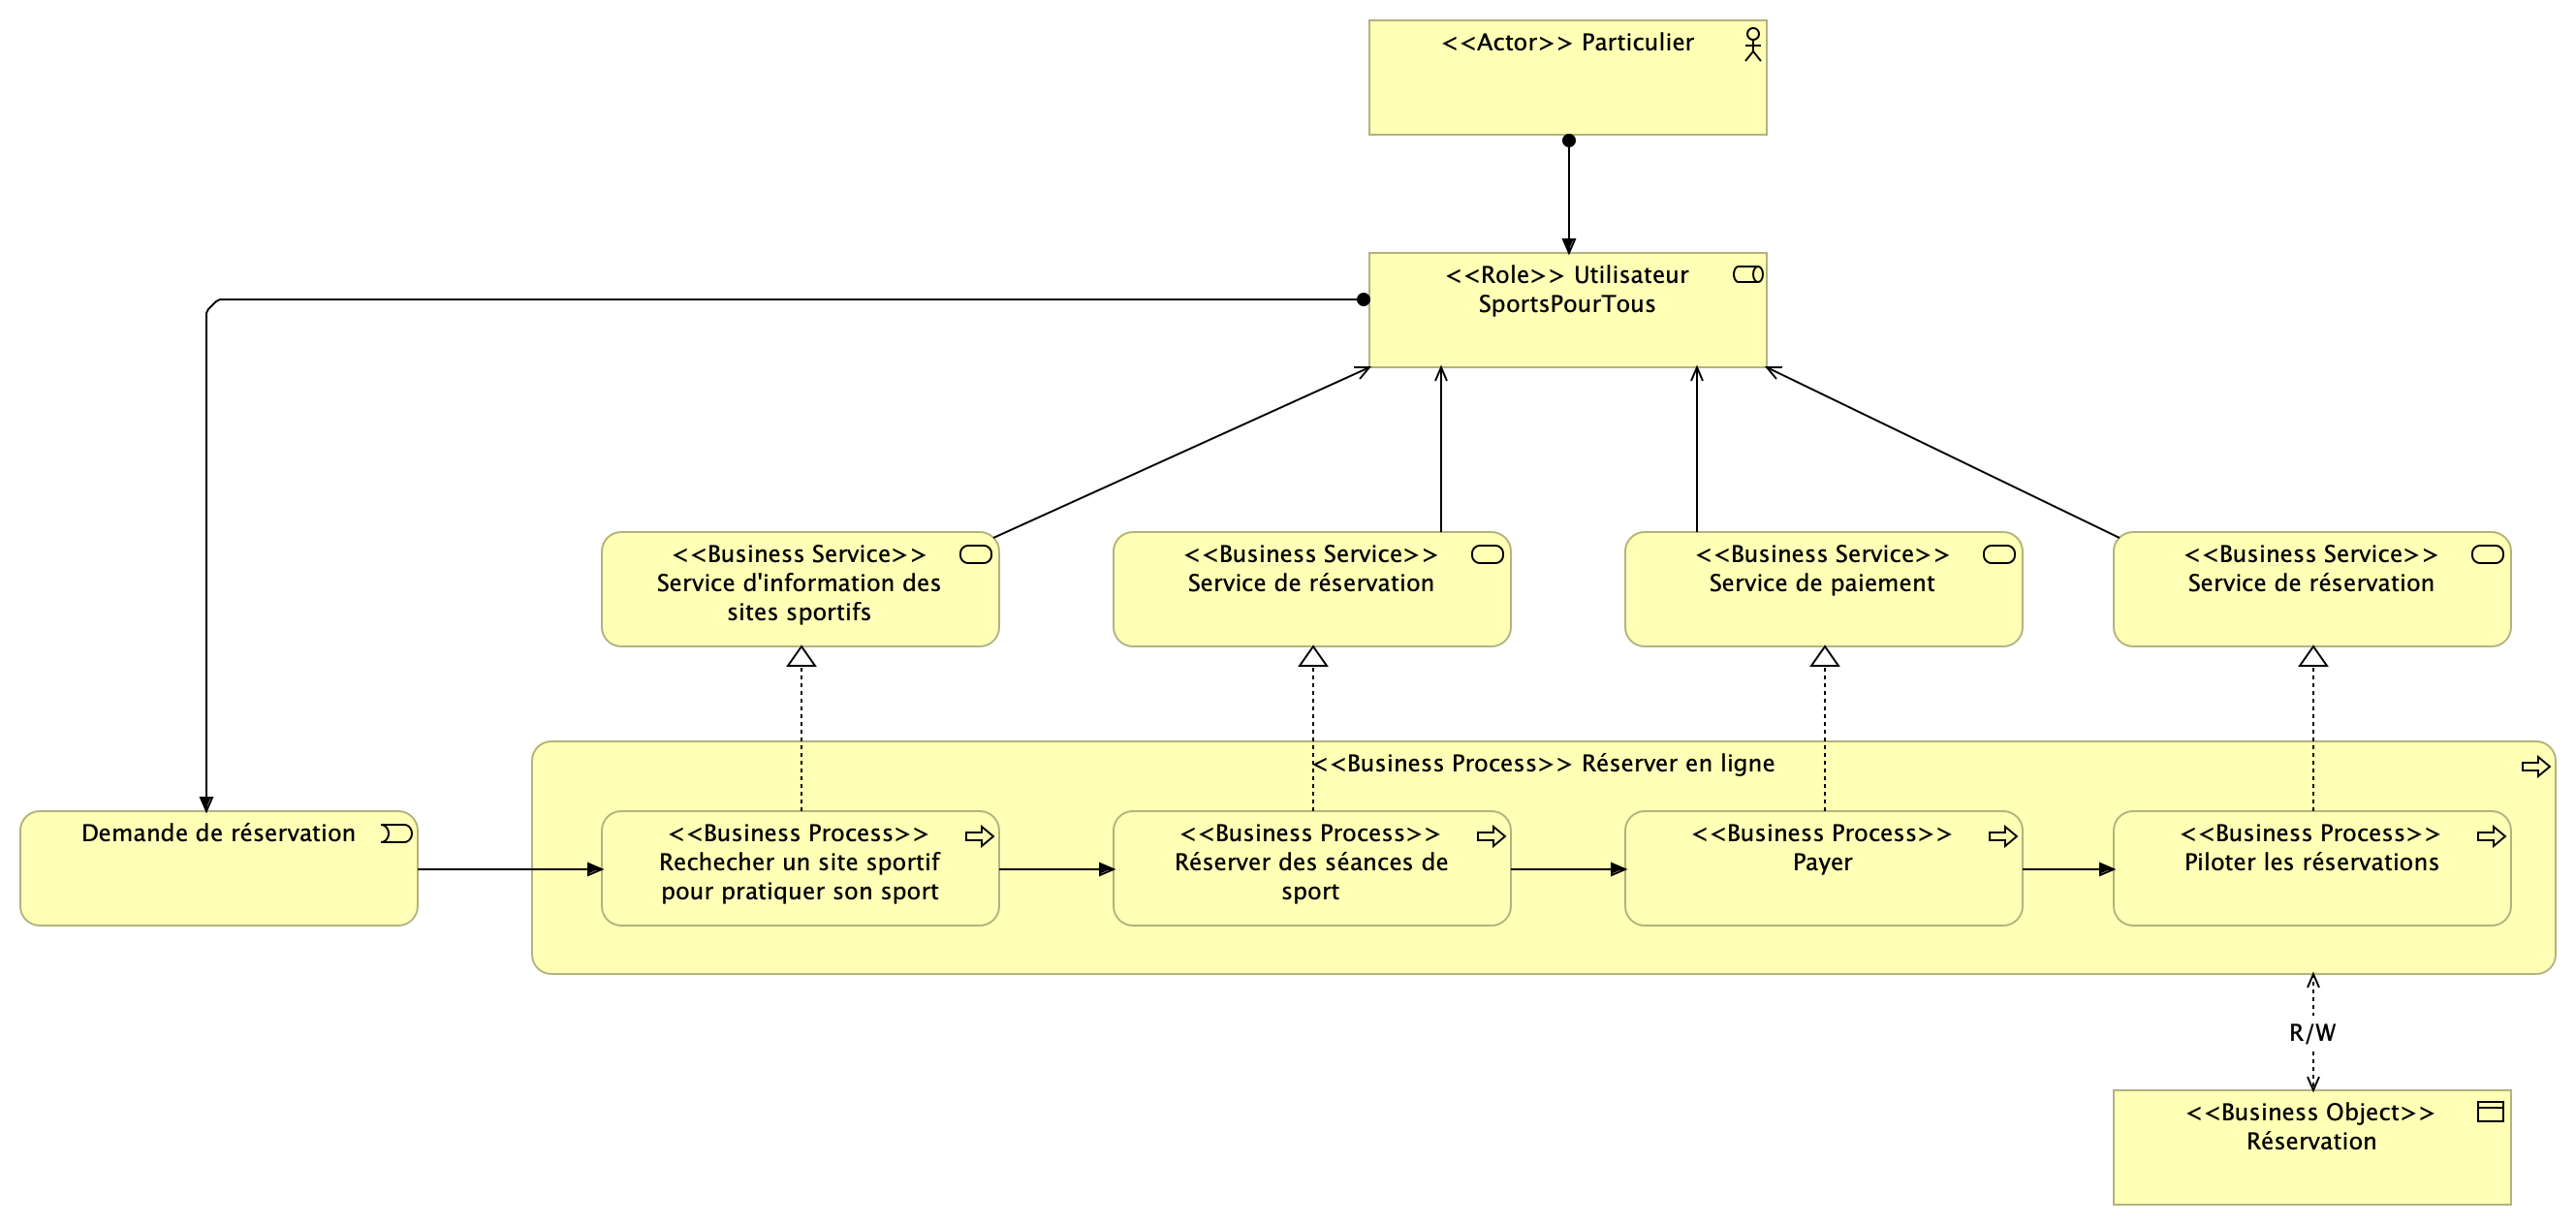 <<Actor>> Particulier
<<Role>> Utilisateur
SportsPourTous
<<Business Service>>
Service d'information des
sites sportifs
<<Business Service>>
Service de réservation
<<Business Service>>
Service de paiement
<<Business Service>>
Service de réservation
<<Business Process>> Réserver en ligne
Demande de réservation
<<Business Process>>
Rechecher un site sportif
pour pratiquer son sport
<<Business Process>>
Réserver des séances de
sport
<<Business Process>>
Payer
<<Business Process>>
Piloter les réservations
R/W
<<Business Object>>
Réservation